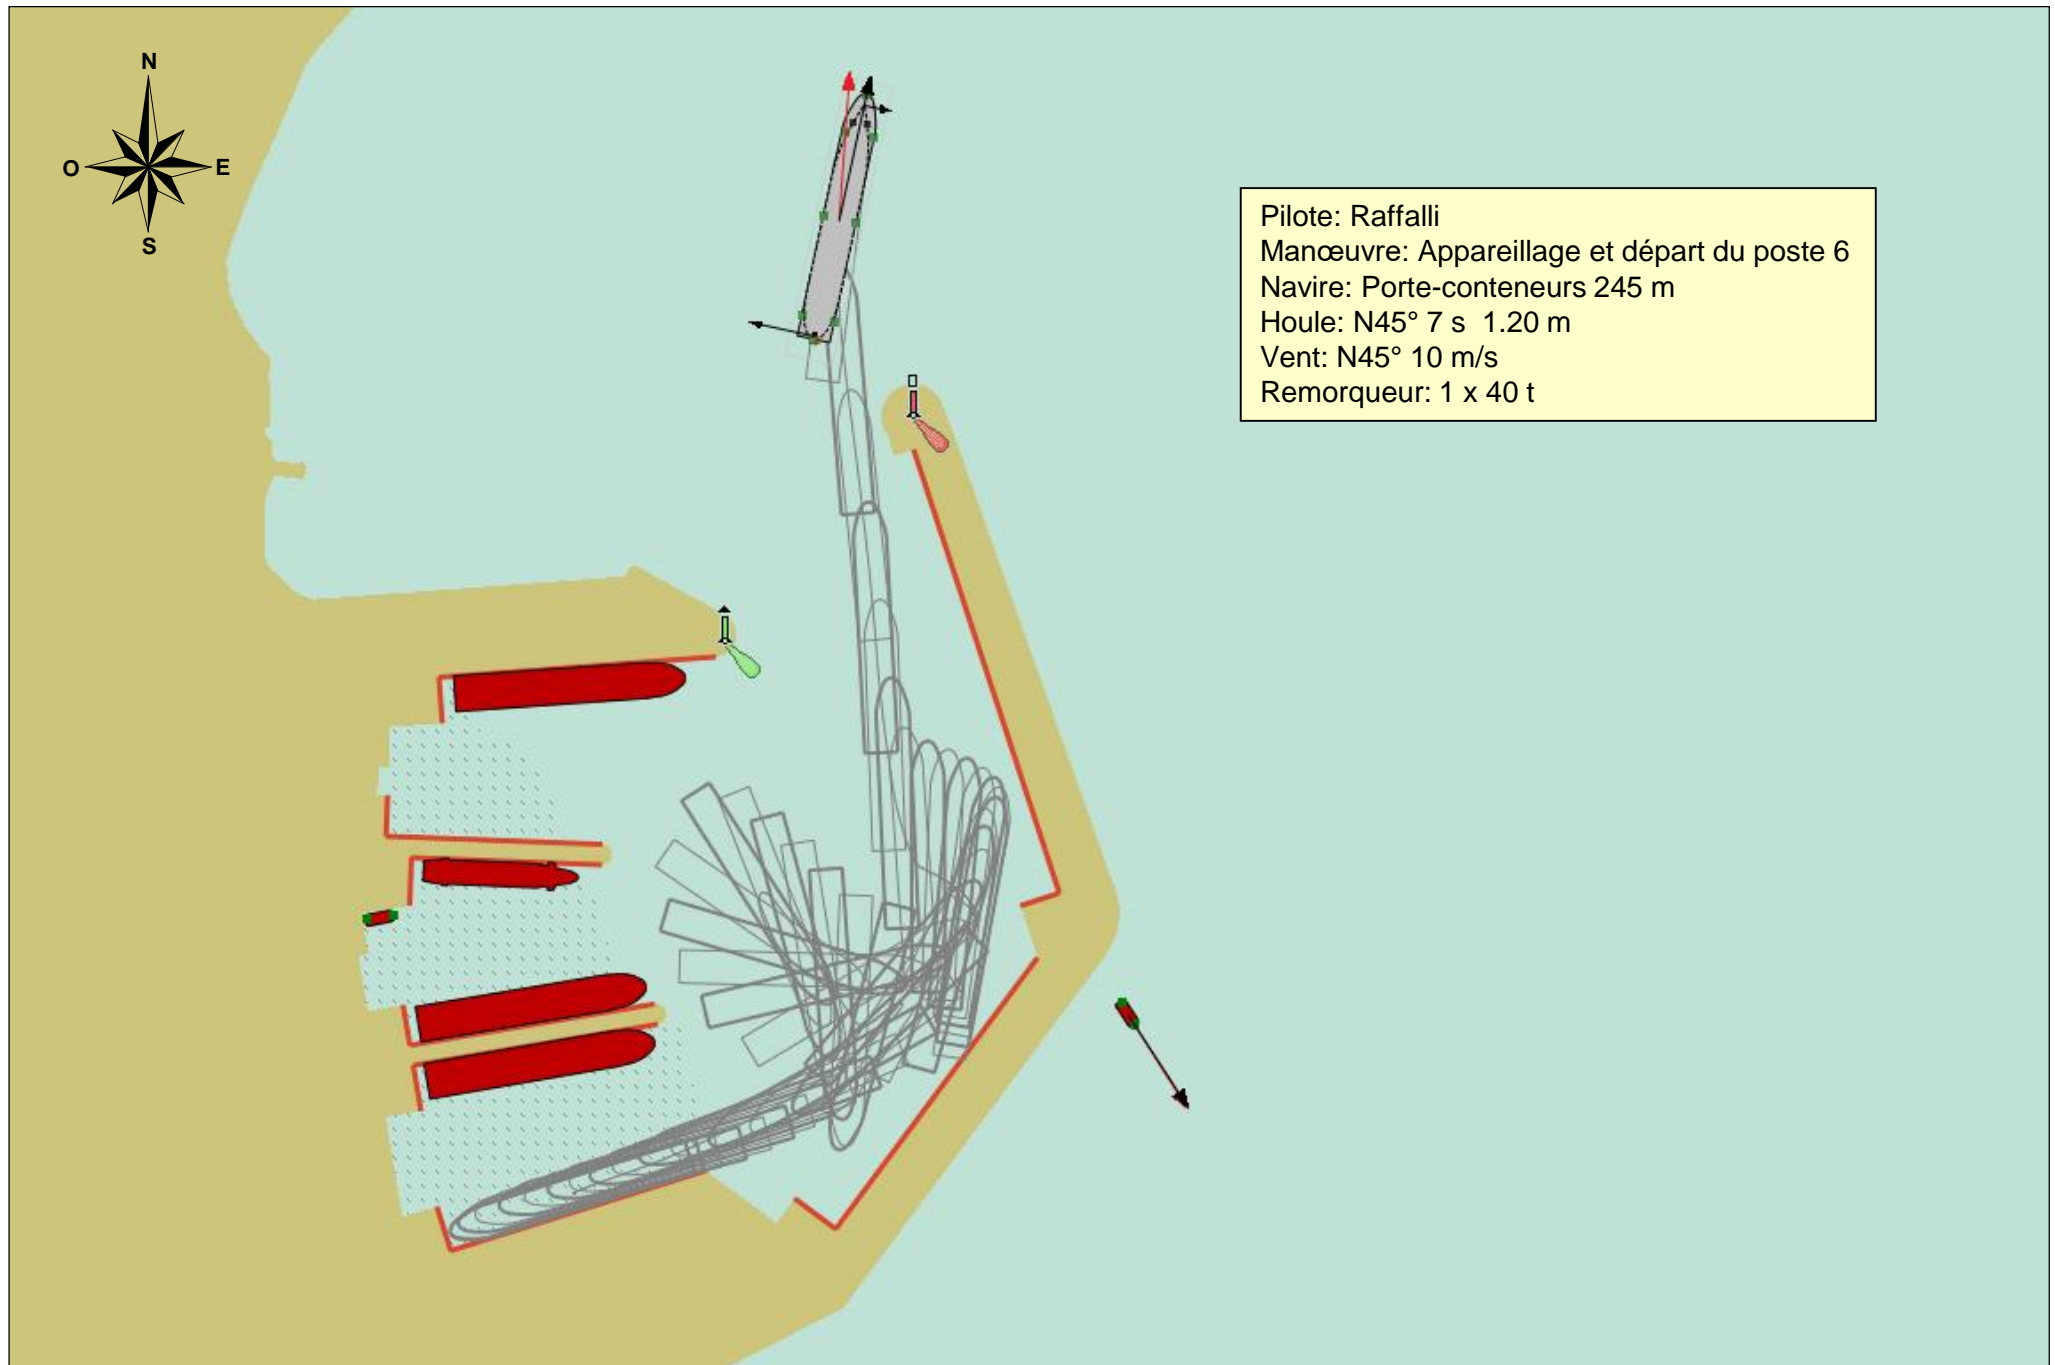 N
O
E
S
Pilote: Raffalli
Manœuvre: Appareillage et départ du poste 6
Navire: Porte-conteneurs 245 m
Houle: N45° 7 s 1.20 m
Vent: N45° 10 m/s
Remorqueur: 1 x 40 t